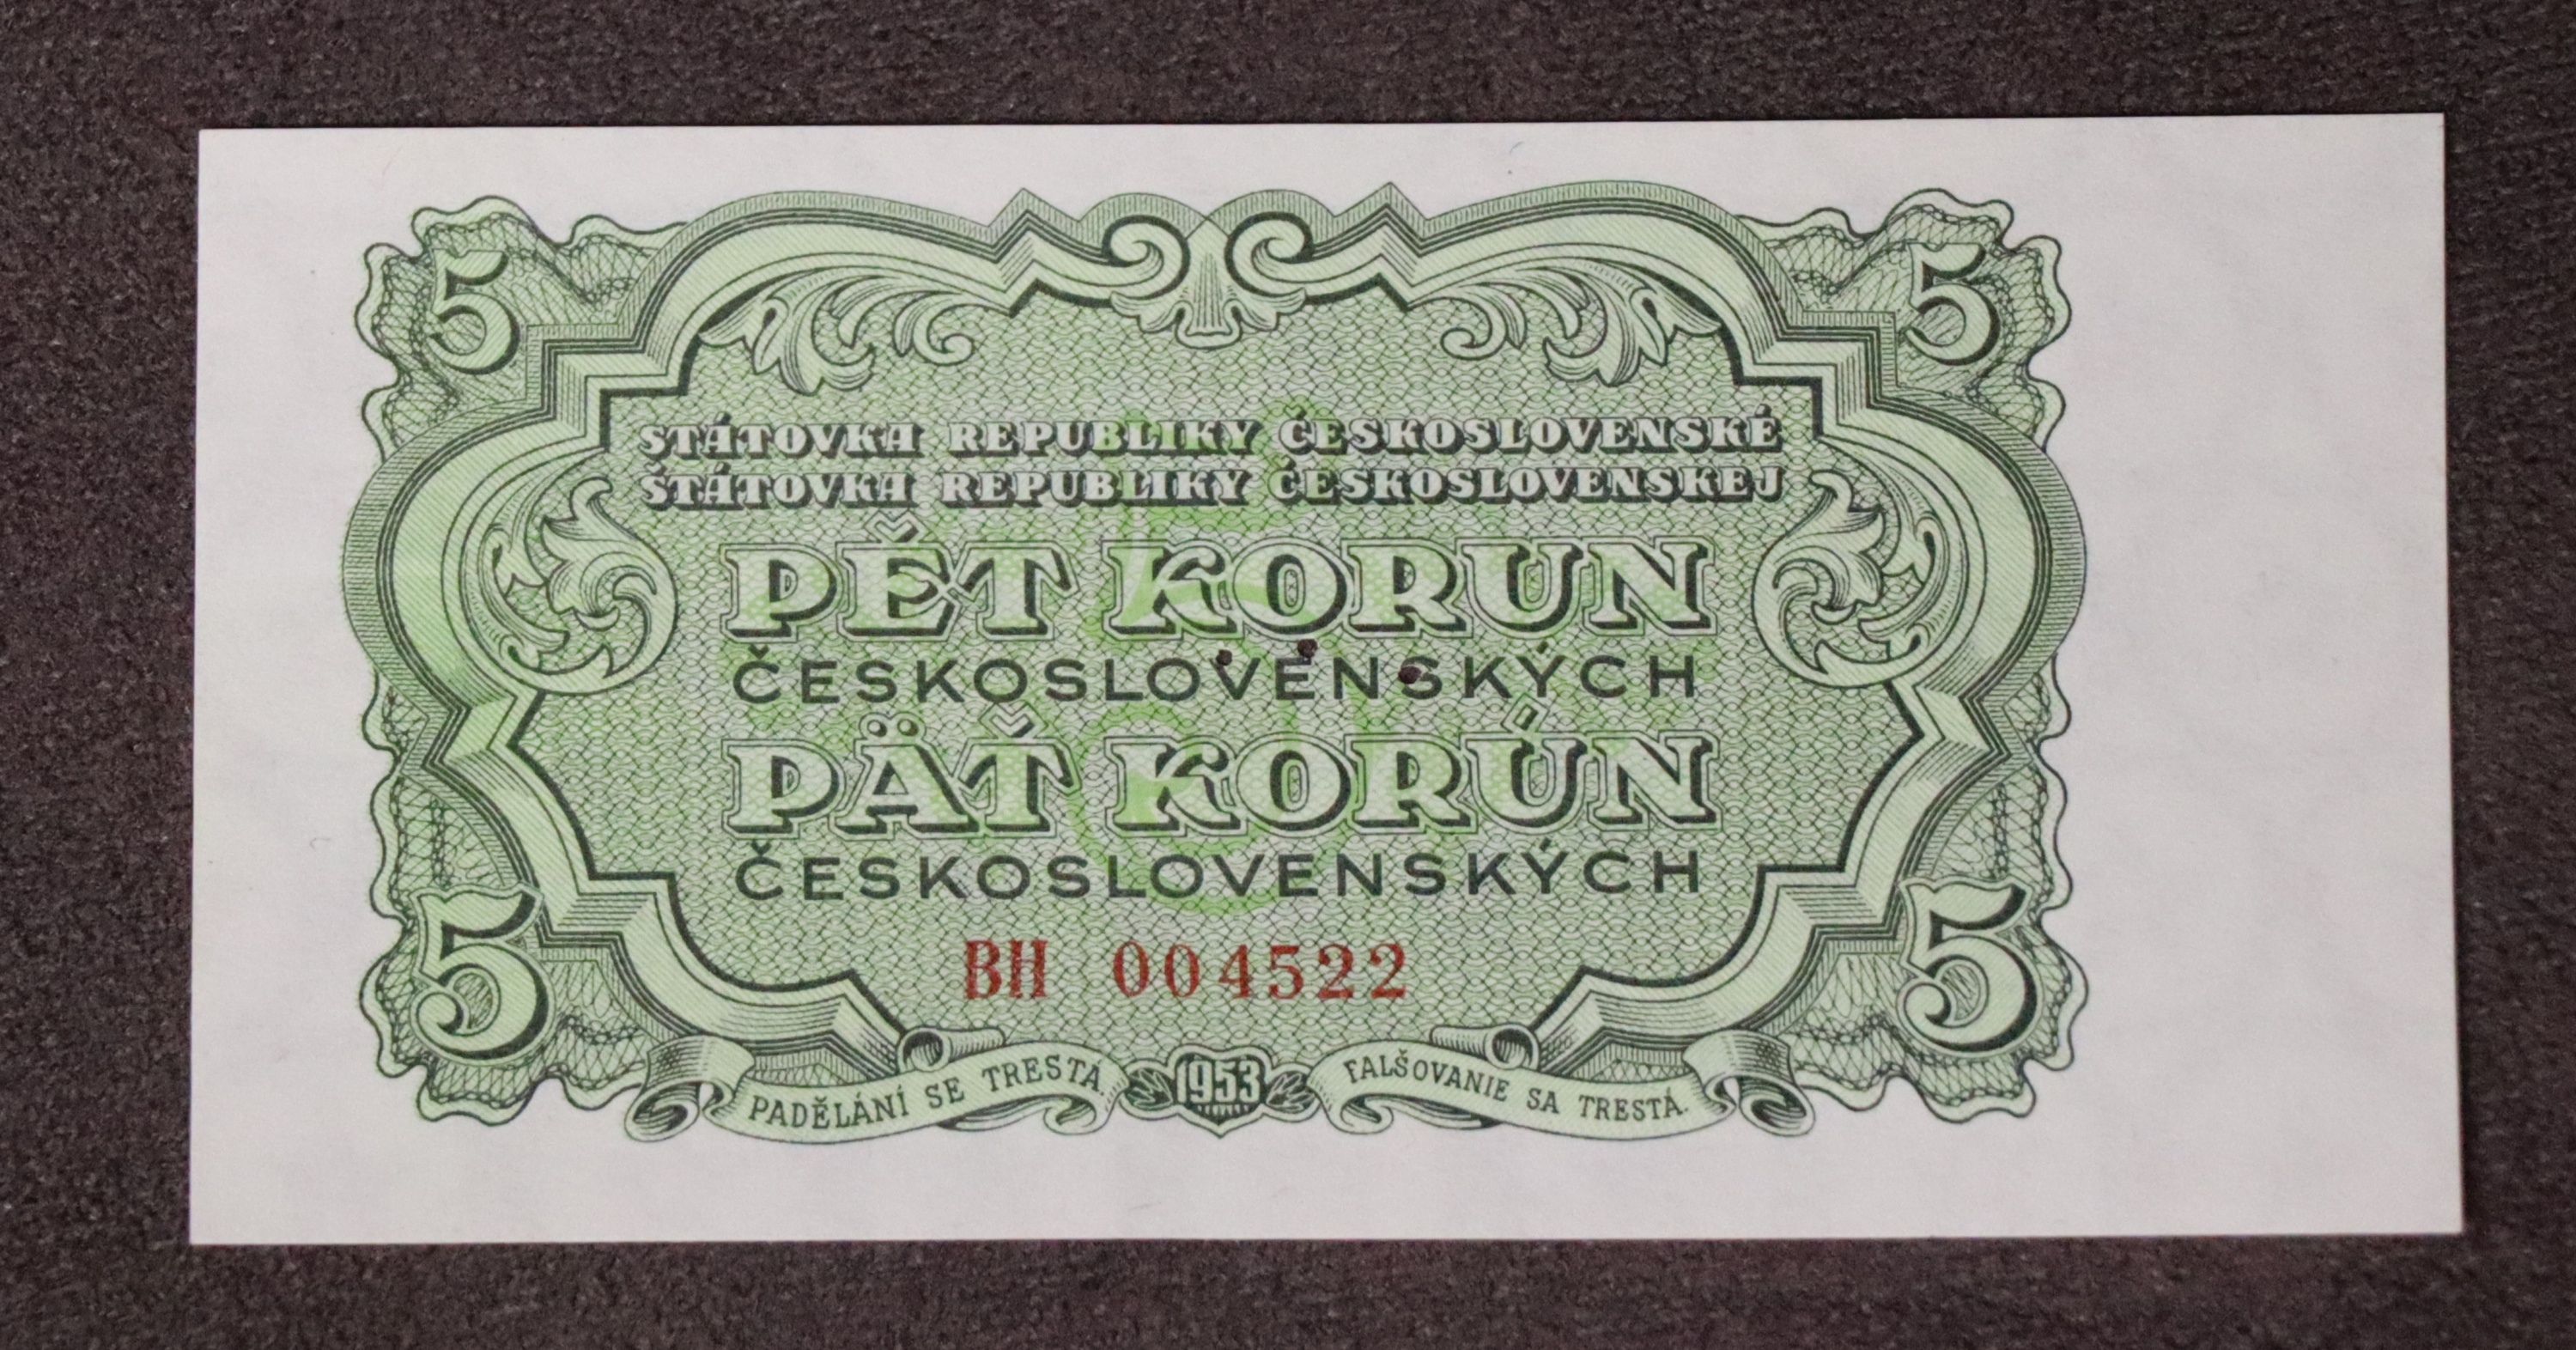 5 5
STÁTOVKA REPUBLIKY ČESKOSLOVENSKÉ
ŠTÁTOVKA REPUBLIKY ČESKOSLOVENSKEJ
PĚT KORUN
ČESKOSLOVENSKÝCH
PÄŤ KORÚN
ČESKOSLOVENSKÝCH
5 5
BH 004522
PADĚLÁNÍ SE TRESTÁ. 1953 FALŠOVANIE SA TRESTÁ.